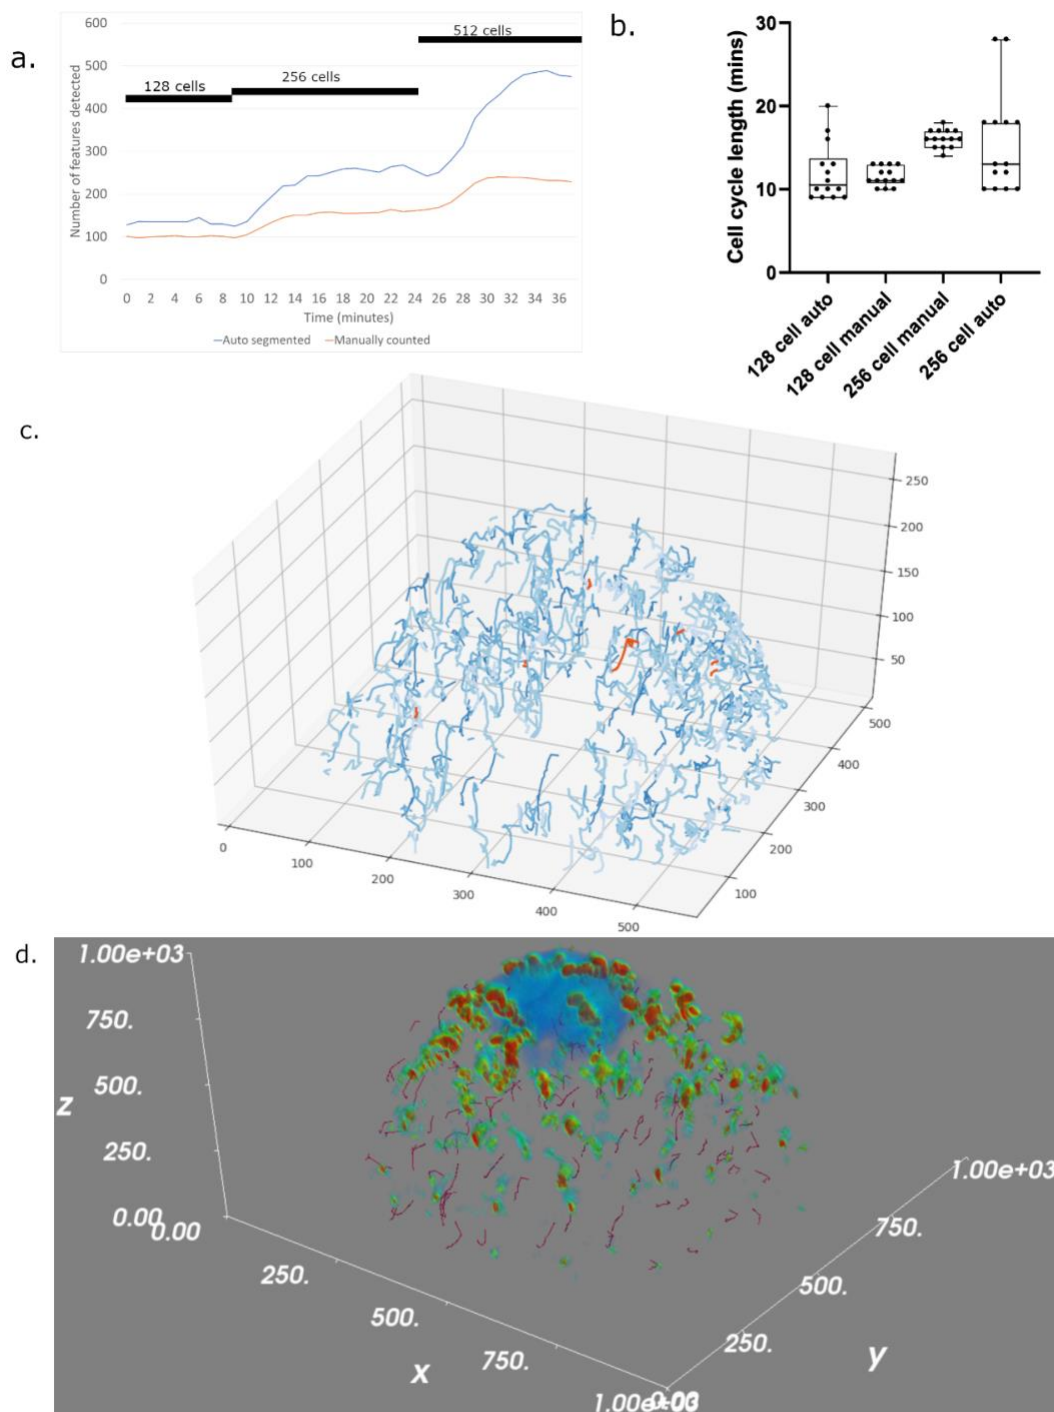 a.
600
500
400
300
200
100
0
Number of features detected
128 cells
256 cells
512 cells
0 2 4 6 8 10 12 14 16 18 20 22 24 26 28 30 32 34 36
Time (minutes)
Auto segmented Manually counted
b.
30
20
10
0
Cell cycle length (mins)
128 cell auto
128 cell manual
256 cell manual
256 cell auto
c.
250
200
150
100
50
500
400
300
200
100
0
100
200
300
400
500
d.
1.00e+03
750.
500.
z
250.
0.00
0.00
250.
500.
x
750.
1.00e+03
0.00
250.
y
500.
750.
1.00e+03